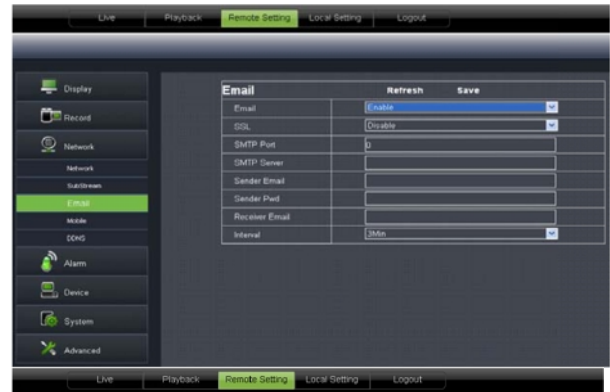 Live Playback Remote Setting Local Setting Logout
Display
Record
Network
Network
SubStream
Email
Mobile
DDNS
Alarm
Device
System
Advanced
Email Refresh Save
Email Enable
SSL Disable
SMTP Port 0
SMTP Server
Sender Email
Sender Pwd
Receiver Email
Interval 3Min
Live Playback Remote Setting Local Setting Logout